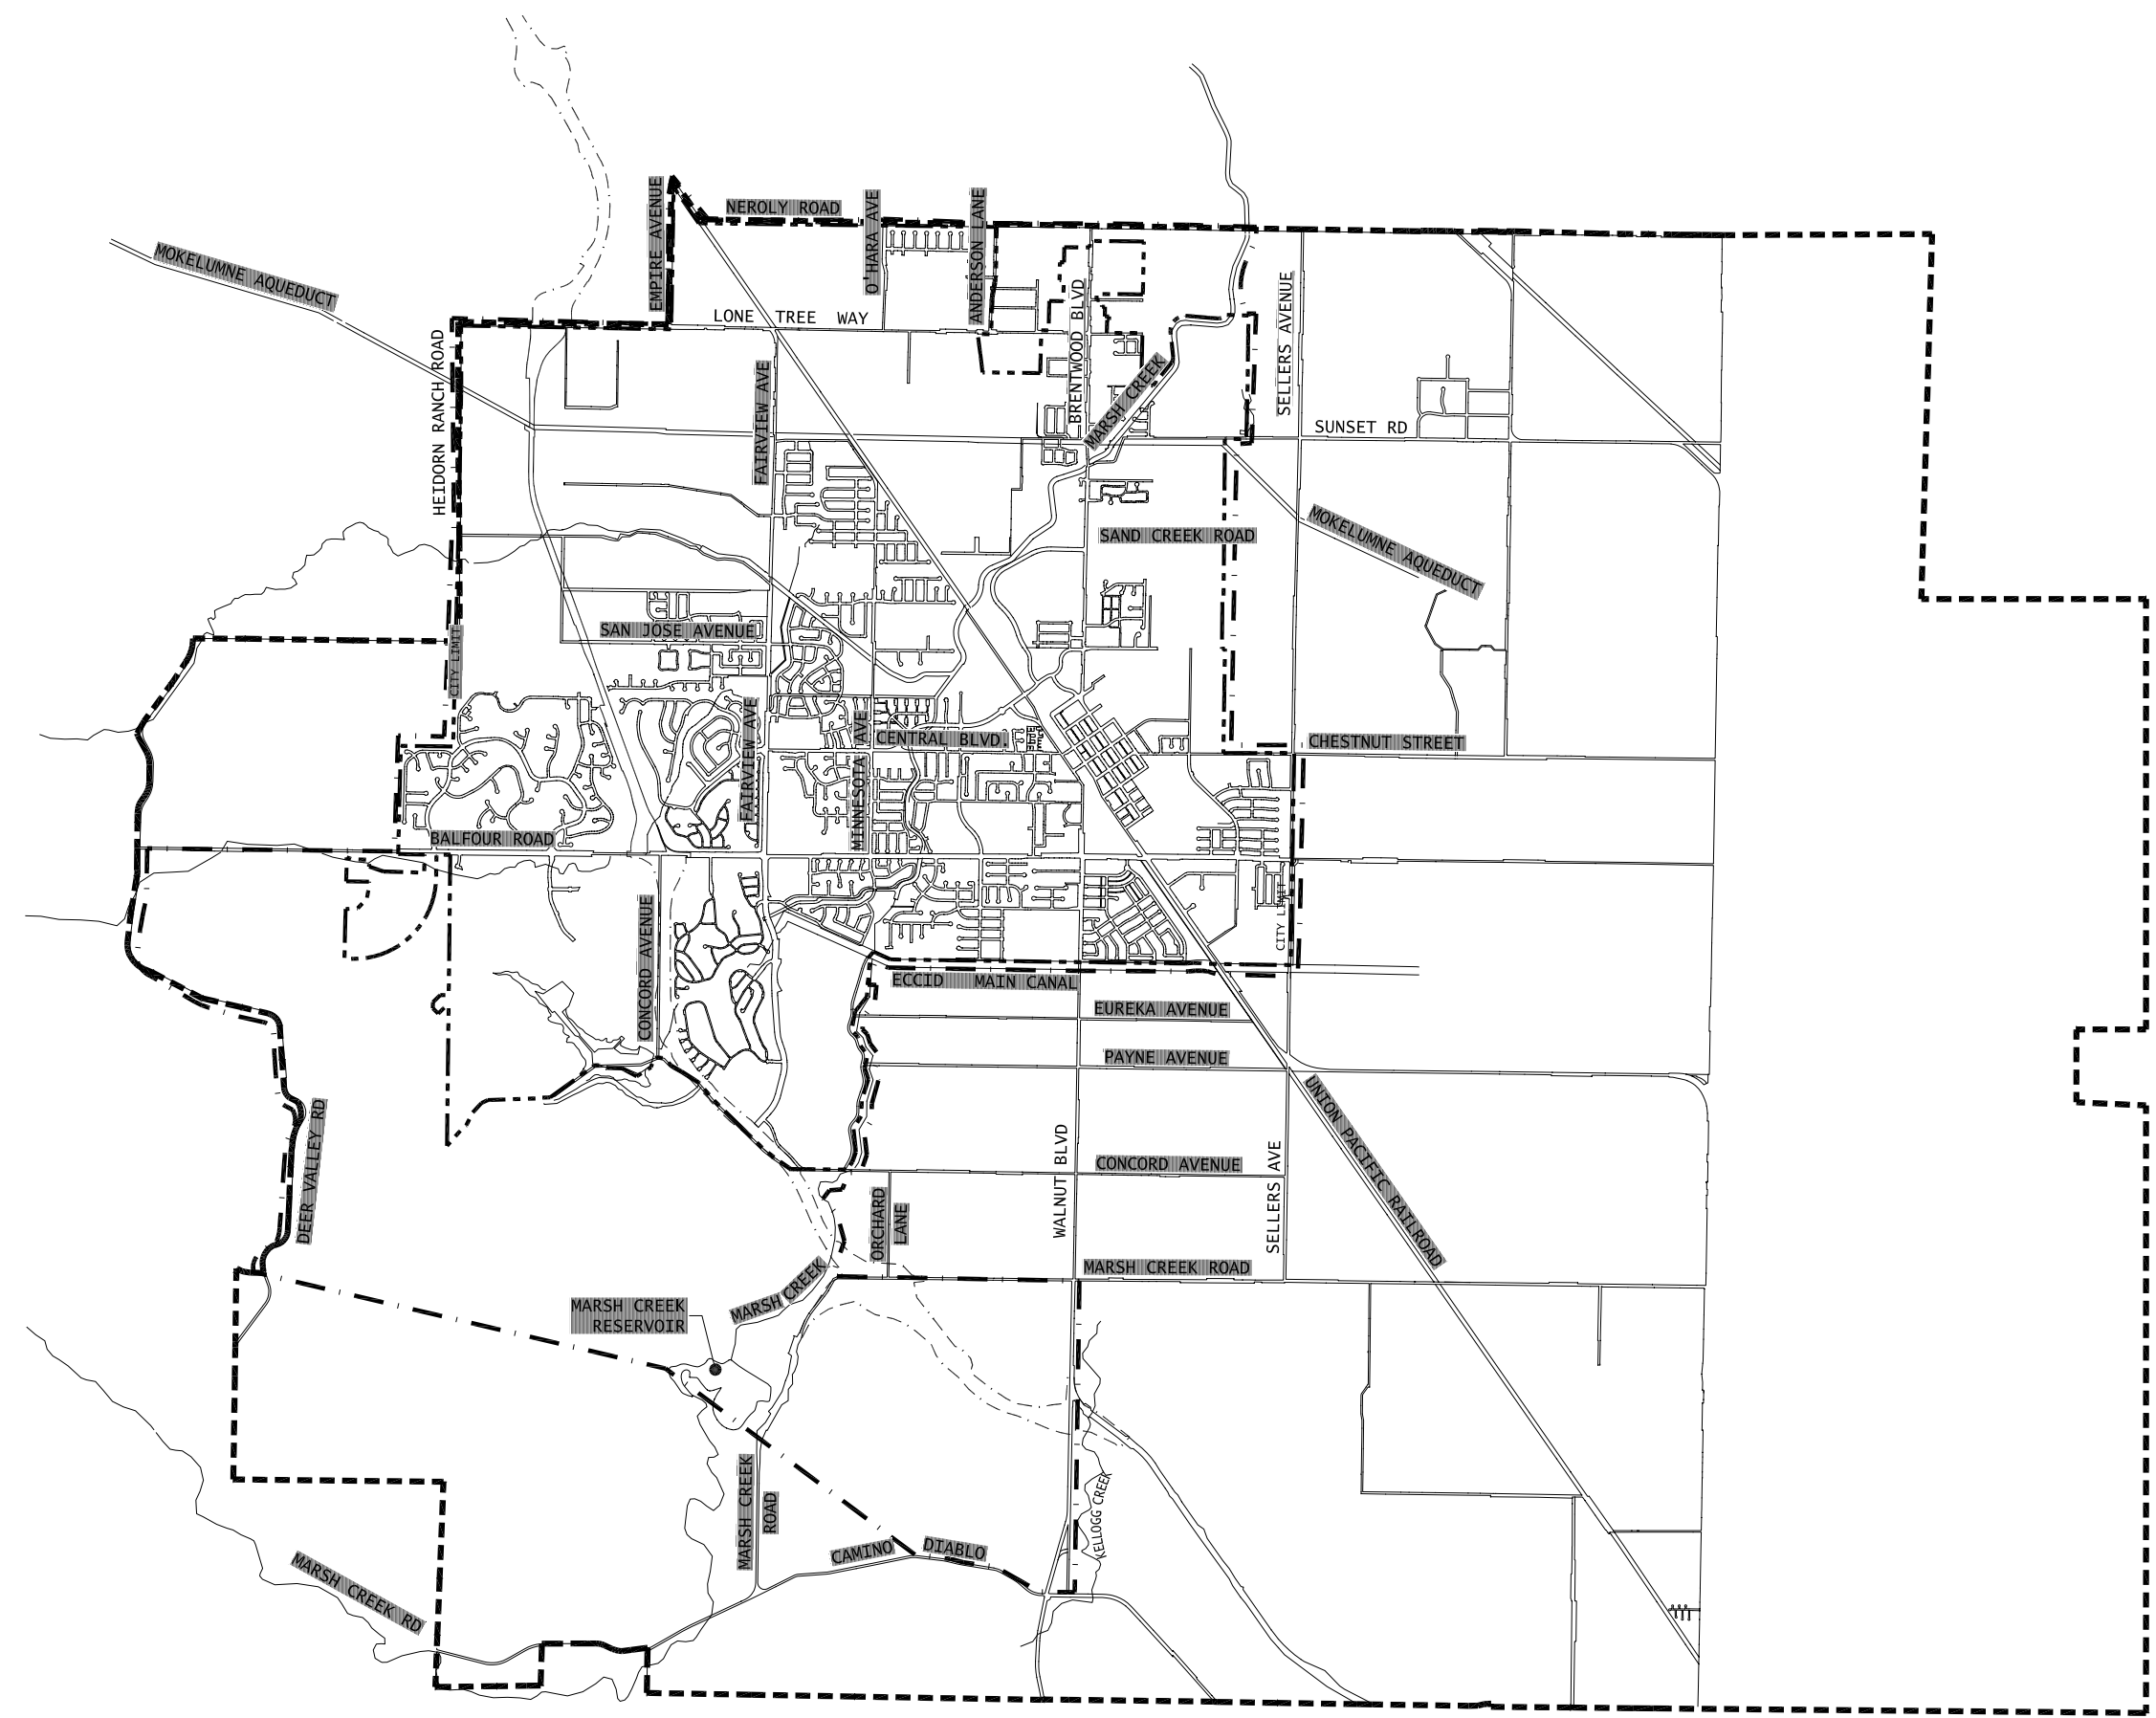 NEROLY ROAD
EMPIRE AVENUE
O'HARA AVE
ANDERSON LANE
MOKELUMNE AQUEDUCT
LONE TREE WAY
HEIDORN RANCH ROAD
FAIRVIEW AVE
BRENTWOOD BLVD
MARSH CREEK
SELLERS AVENUE
SUNSET RD
SAND CREEK ROAD
MOKELUMNE AQUEDUCT
SAN JOSE AVENUE
CITY LIMIT
FAIRVIEW AVE
MINNESOTA AVE
CENTRAL BLVD.
CHESTNUT STREET
BALFOUR ROAD
CONCORD AVENUE
CITY LIMIT
ECCID MAIN CANAL
EUREKA AVENUE
PAYNE AVENUE
DEER VALLEY RD
UNION PACIFIC RAILROAD
WALNUT BLVD
CONCORD AVENUE
SELLERS AVE
ORCHARD
LANE
MARSH CREEK ROAD
MARSH CREEK
MARSH CREEK
RESERVOIR
MARSH CREEK
ROAD
KELLOGG CREEK
CAMINO DIABLO
MARSH CREEK RD